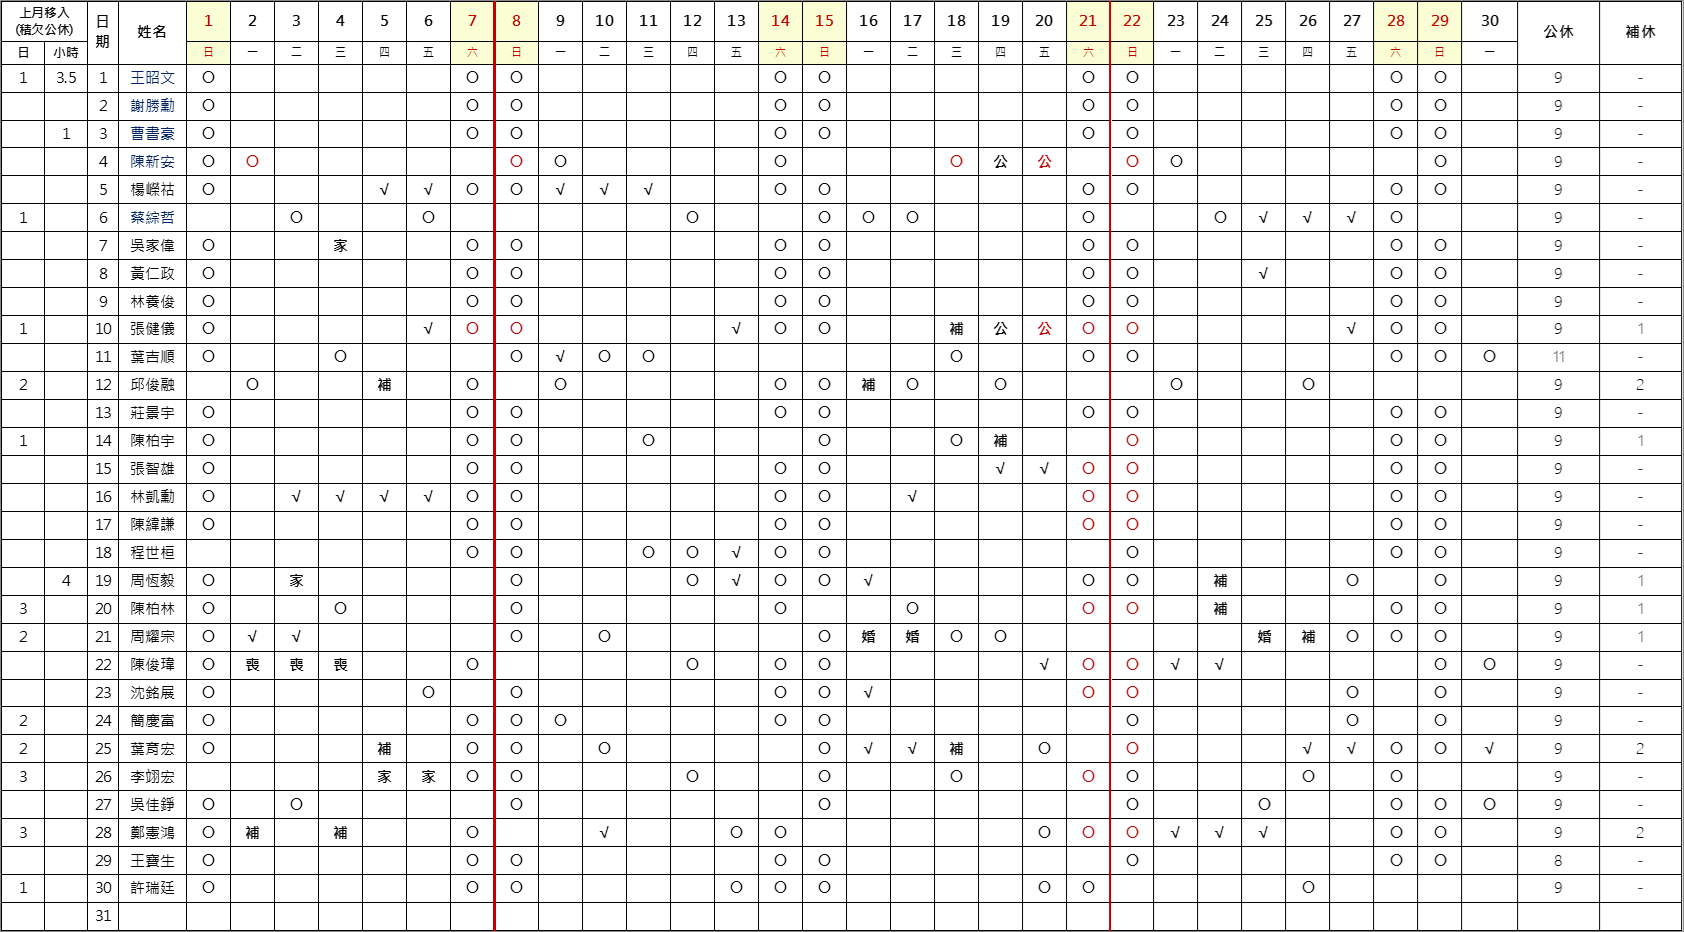 上月移入 (積欠公休) 日期 姓名 1 2 3 4 5 6 7 8 9 10 11 12 13 14 15 16 17 18 19 20 21 22 23 24 25 26 27 28 29 30 公休 補休
日 小時 日 一 二 三 四 五 六 日 一 二 三 四 五 六 日 一 二 三 四 五 六 日 一 二 三 四 五 六 日 一
1 3.5 1 王昭文 O O O O O O O O O 9 -
2 謝勝勳 O O O O O O O O O 9 -
1 3 曹書豪 O O O O O O O O O 9 -
4 陳新安 O O O O O O 公 公 O O O 9 -
5 楊嶸祜 O √ √ O O √ √ √ O O O O O O 9 -
1 6 蔡綜哲 O O O O O O O O √ √ √ O 9 -
7 吳家偉 O 家 O O O O O O O O 9 -
8 黃仁政 O O O O O O O √ O O 9 -
9 林養俊 O O O O O O O O O 9 -
1 10 張健儀 O √ O O √ O O 補 公 公 O O √ O O 9 1
11 葉吉順 O O O √ O O O O O O O O 11 -
2 12 邱俊融 O 補 O O O O 補 O O O O 9 2
13 莊景宇 O O O O O O O O O 9 -
1 14 陳柏宇 O O O O O O 補 O O O 9 1
15 張智雄 O O O O O √ √ O O O O 9 -
16 林凱勳 O √ √ √ √ O O O O √ O O O O 9 -
17 陳緯謙 O O O O O O O O O 9 -
18 程世桓 O O O O √ O O O O O 9 -
4 19 周恆毅 O 家 O O √ O O √ O O 補 O O 9 1
3 20 陳柏林 O O O O O O O 補 O O 9 1
2 21 周耀宗 O √ √ O O O 婚 婚 O O 婚 補 O O O 9 1
22 陳俊瑋 O 喪 喪 喪 O O O O √ O O √ √ O O 9 -
23 沈銘展 O O O O O √ O O O O 9 -
2 24 簡慶富 O O O O O O O O O 9 -
2 25 葉育宏 O 補 O O O O √ √ 補 O O √ √ O O √ 9 2
3 26 李翊宏 家 家 O O O O O O O O O 9 -
27 吳佳錚 O O O O O O O O O 9 -
3 28 鄭憲鴻 O 補 補 O √ O O O O O √ √ √ O O 9 2
29 王寶生 O O O O O O O O 8 -
1 30 許瑞廷 O O O O O O O O O 9 -
31